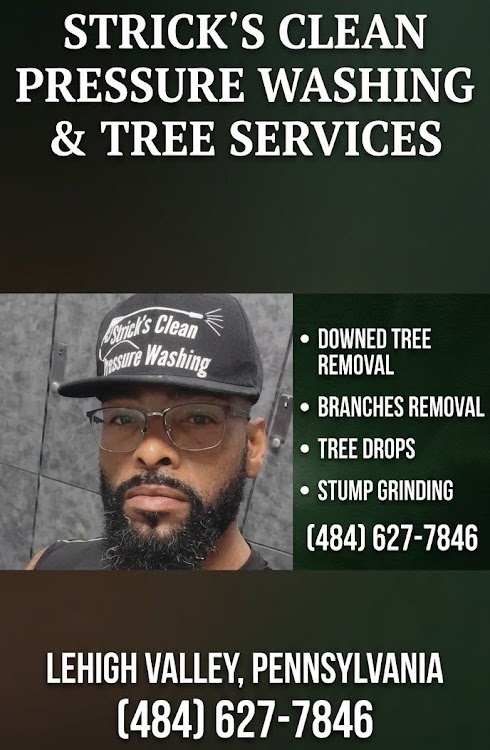 STRICK'S CLEAN
PRESSURE WASHING
& TREE SERVICES
Strick's Clean
Pressure Washing
• DOWNED TREE
REMOVAL
• BRANCHES REMOVAL
• TREE DROPS
• STUMP GRINDING
(484) 627-7846
LEHIGH VALLEY, PENNSYLVANIA
(484) 627-7846